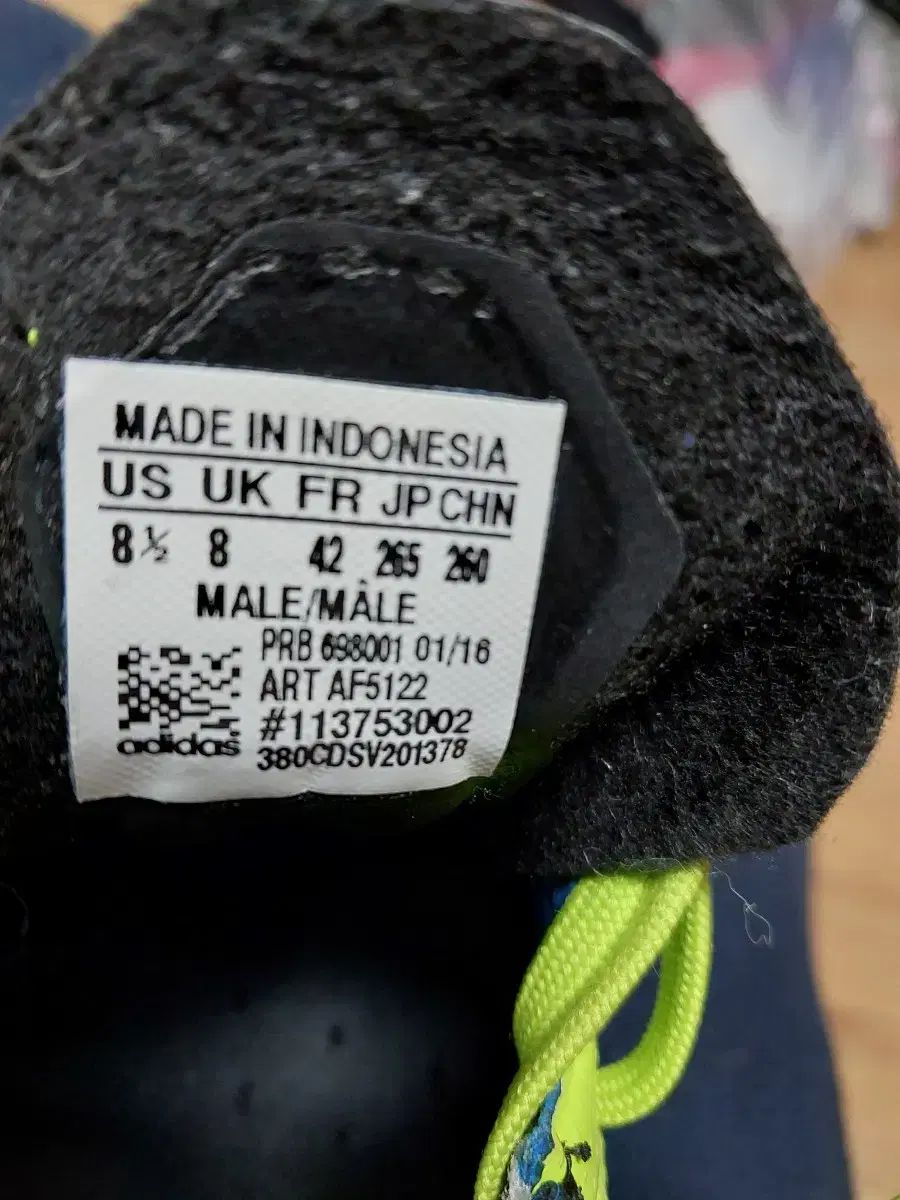 MADE IN INDONESIA
US UK FR JP CHN
8½ 8 42 265 260
MALE/MÂLE
PRB 698001 01/16
ART AF5122
#113753002
adidas
380CDSV201378